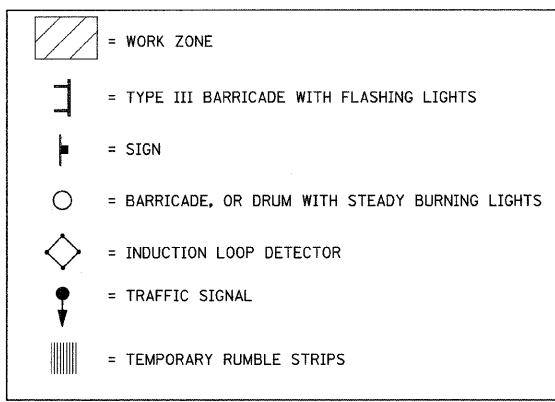 = WORK ZONE
= TYPE III BARRICADE WITH FLASHING LIGHTS
= SIGN
= BARRICADE, OR DRUM WITH STEADY BURNING LIGHTS
= INDUCTION LOOP DETECTOR
= TRAFFIC SIGNAL
= TEMPORARY RUMBLE STRIPS